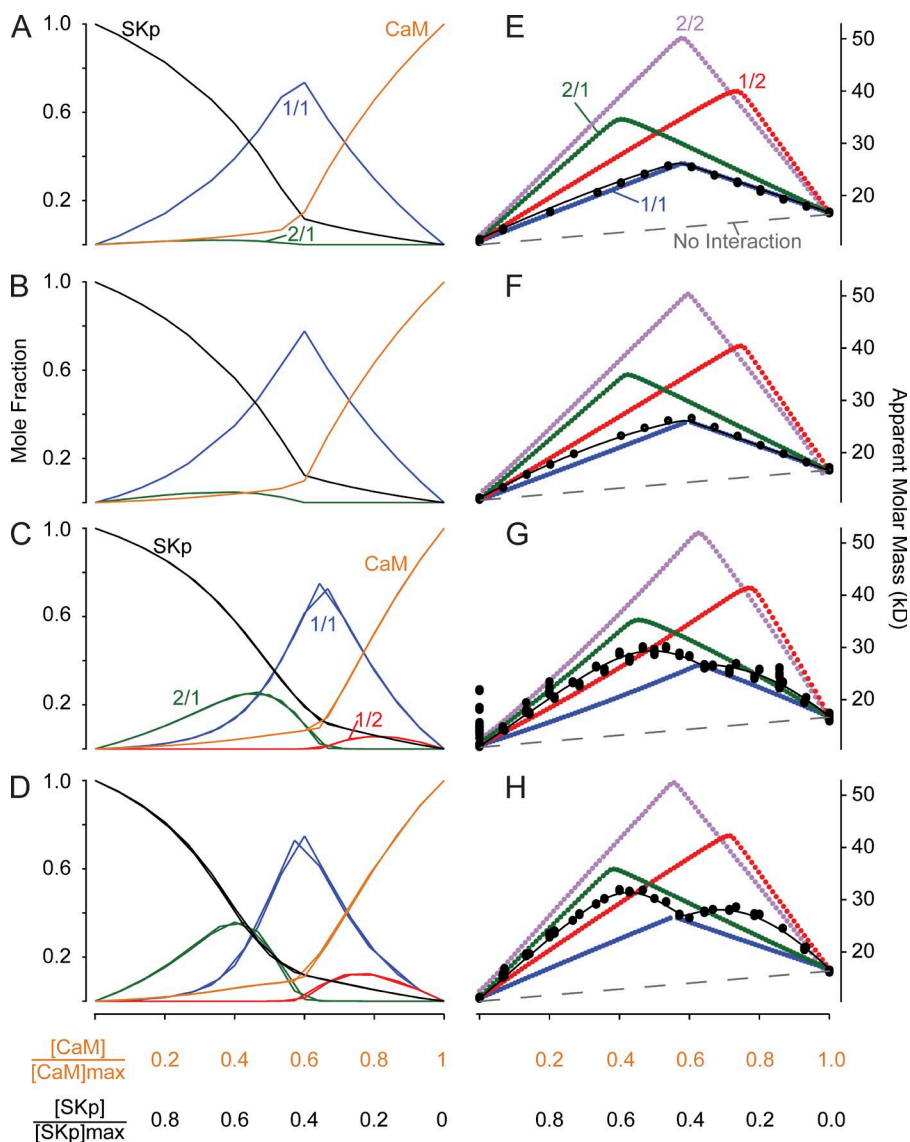 A
SKp
CaM
1.0
0.6
0.2
1/1
2/1
E
2/2
2/1
1/2
1/1
No Interaction
50
40
30
20
B
1.0
0.6
0.2
F
50
40
30
20
Mole Fraction
Apparent Molar Mass (kD)
C
SKp
CaM
1.0
0.6
0.2
1/1
2/1
1/2
G
50
40
30
20
D
1.0
0.6
0.2
H
50
40
30
20
[CaM]
[CaM]max
0.2 0.4 0.6 0.8 1
0.2 0.4 0.6 0.8 1.0
[SKp]
[SKp]max
0.8 0.6 0.4 0.2 0
0.8 0.6 0.4 0.2 0.0